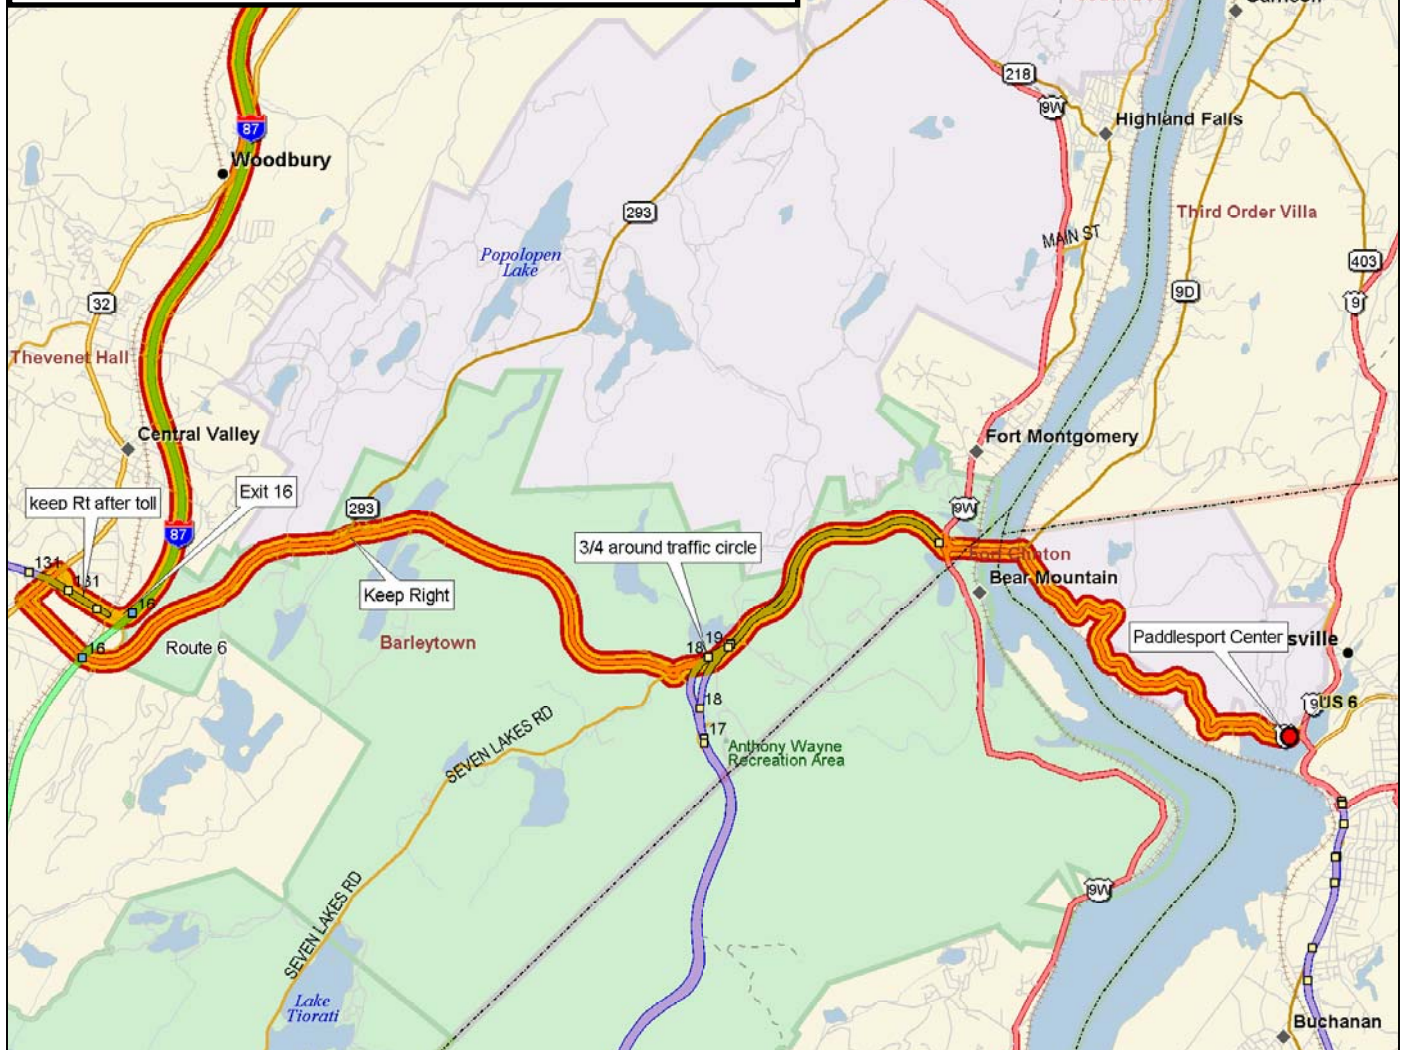 218
9W
Highland Falls
87
Woodbury
293
Third Order Villa
MAIN ST
Popolopen
Lake
403
9D
9
32
Thevenet Hall
Central Valley
Fort Montgomery
keep Rt after toll
Exit 16
293
9W
87
3/4 around traffic circle
131
Bear Mountain
Keep Right
16
Paddlesport Center
sville
Barleytown
Route 6
16
19
18
18
US 6
17
Anthony Wayne
Recreation Area
SEVEN LAKES RD
9W
SEVEN LAKES RD
Lake
Tiorati
Buchanan